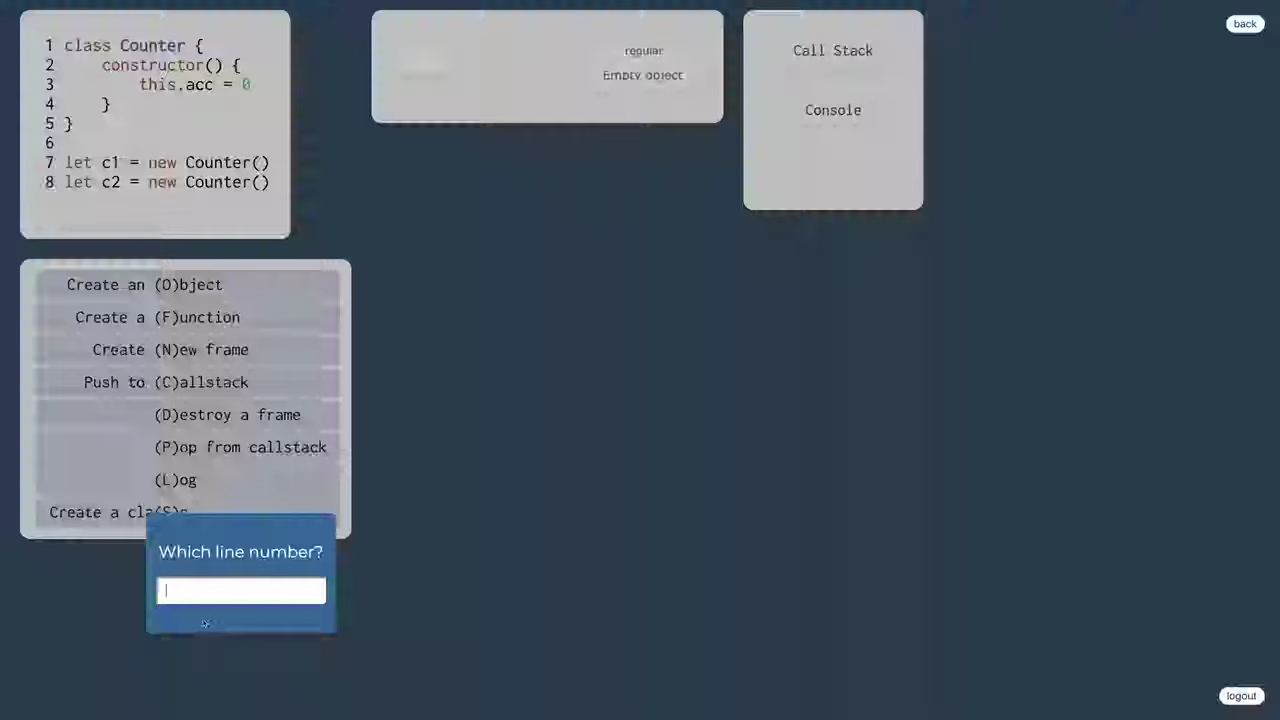 1 class Counter {
2 constructor() {
3 this.acc = 0
4 }
5 }
6
7 let c1 = new Counter()
8 let c2 = new Counter()
regular
Empty object
Call Stack
Console
back
Create an (O)bject
Create a (F)unction
Create (N)ew frame
Push to (C)allstack
(D)estroy a frame
(P)op from callstack
(L)og
Create a cla(S)s
Which line number?
logout